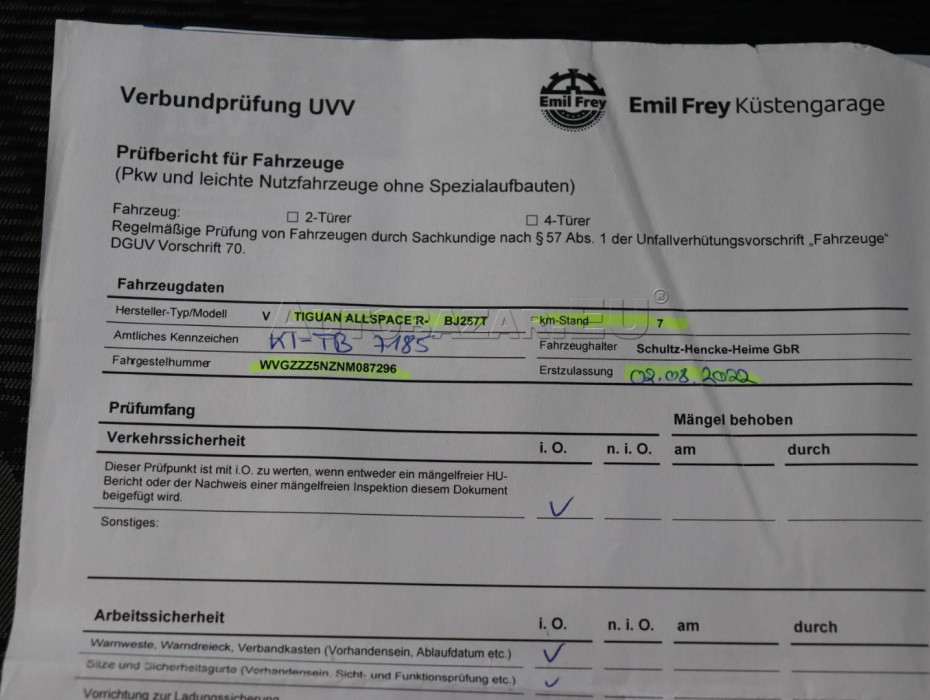 Verbundprüfung UVV
Emil Frey
Emil Frey Küstengarage
Prüfbericht für Fahrzeuge
(Pkw und leichte Nutzfahrzeuge ohne Spezialaufbauten)
Fahrzeug: ☐ 2-Türer ☐ 4-Türer
Regelmäßige Prüfung von Fahrzeugen durch Sachkundige nach § 57 Abs. 1 der Unfallverhütungsvorschrift „Fahrzeuge"
DGUV Vorschrift 70.
Fahrzeugdaten
AUTOBAZAR.EU®
Hersteller-Typ/Modell V TIGUAN ALLSPACE R- BJ257T km-Stand 7
Amtliches Kennzeichen KI-TB 7185 Fahrzeughalter Schultz-Hencke-Heime GbR
Fahrgestellnummer WVGZZZ5NZNM087296 Erstzulassung 02.08.2022
Prüfumfang Mängel behoben
Verkehrssicherheit i. O. n. i. O. am durch
Dieser Prüfpunkt ist mit i.O. zu werten, wenn entweder ein mängelfreier HU-
Bericht oder der Nachweis einer mängelfreien Inspektion diesem Dokument
beigefügt wird.
Sonstiges:
Arbeitssicherheit i. O. n. i. O. am durch
Warnweste, Warndreieck, Verbandkasten (Vorhandensein, Ablaufdatum etc.)
Sitze und Sicherheitsgurte (Vorhandensein, Sicht- und Funktionsprüfung etc.)
Vorrichtung zur Ladungssicherung